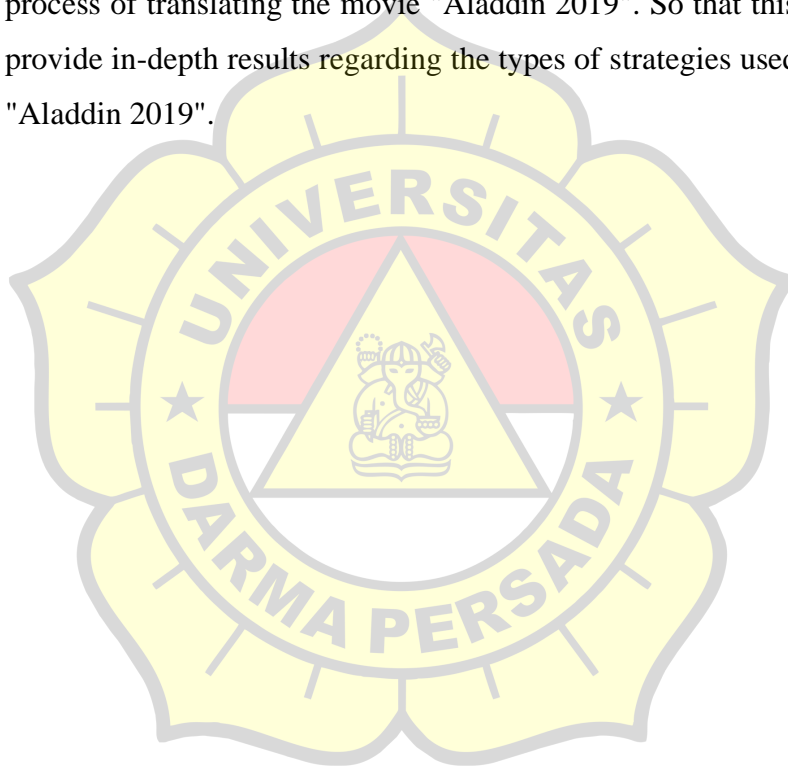 process of translating the movie "Aladdin 2019". So that this
provide in-depth results regarding the types of strategies used
"Aladdin 2019".
UNIVERSITAS
DARMA PERSADA